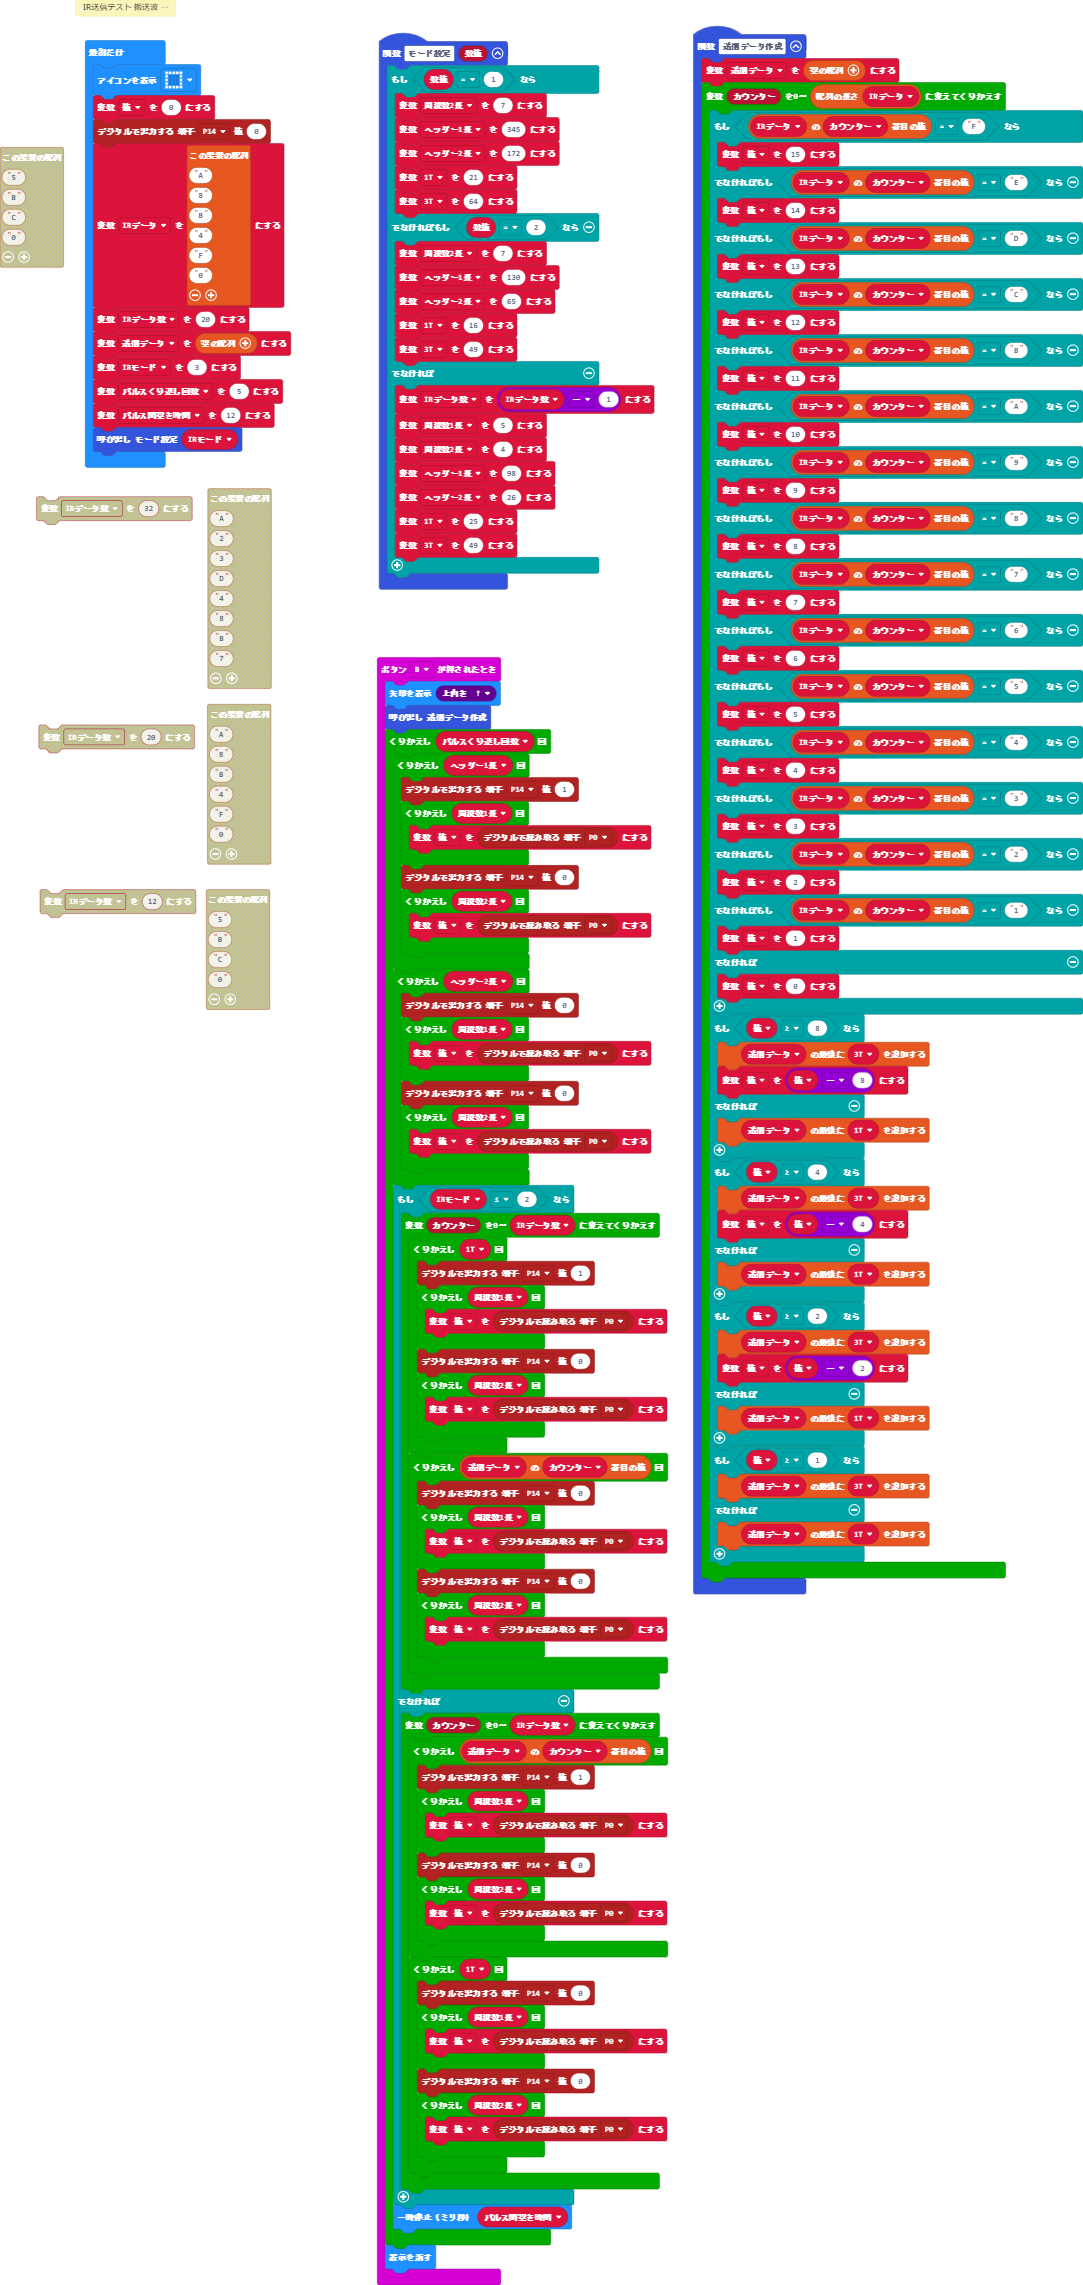 IR送信テスト 搬送波 …
最初だけ
アイコンを表示
変数 値 を 0 にする
デジタルで出力する 端子 P14 値 0
変数 IRデータ を この要素の配列 にする
"A"
"8"
"B"
"4"
"F"
"0"
変数 IRデータ数 を 20 にする
変数 送信データ を 空の配列 にする
変数 IRモード を 3 にする
変数 パルスくり返し回数 を 5 にする
変数 パルス間空き時間 を 12 にする
呼び出し モード設定 IRモード
この要素の配列
"5"
"B"
"C"
"0"
変数 IRデータ数 を 32 にする
この要素の配列
"A"
"2"
"3"
"D"
"4"
"8"
"B"
"7"
変数 IRデータ数 を 20 にする
この要素の配列
"A"
"8"
"B"
"4"
"F"
"0"
変数 IRデータ数 を 12 にする
この要素の配列
"5"
"B"
"C"
"0"
関数 モード設定 数値
もし 数値 = 1 なら
変数 周波数2長 を 7 にする
変数 ヘッダー1長 を 345 にする
変数 ヘッダー2長 を 172 にする
変数 1T を 21 にする
変数 3T を 64 にする
でなければもし 数値 = 2 なら
変数 周波数2長 を 7 にする
変数 ヘッダー1長 を 130 にする
変数 ヘッダー2長 を 65 にする
変数 1T を 16 にする
変数 3T を 49 にする
でなければ
変数 IRデータ数 を IRデータ数 － 1 にする
変数 周波数1長 を 5 にする
変数 周波数2長 を 4 にする
変数 ヘッダー1長 を 98 にする
変数 ヘッダー2長 を 26 にする
変数 1T を 25 にする
変数 3T を 49 にする
ボタン B が押されたとき
矢印を表示 上向き ↑
呼び出し 送信データ作成
くりかえし パルスくり返し回数 回
くりかえし ヘッダー1長 回
デジタルで出力する 端子 P14 値 1
くりかえし 周波数1長 回
変数 値 を デジタルで読み取る 端子 P0 にする
デジタルで出力する 端子 P14 値 0
くりかえし 周波数2長 回
変数 値 を デジタルで読み取る 端子 P0 にする
くりかえし ヘッダー2長 回
デジタルで出力する 端子 P14 値 0
くりかえし 周波数1長 回
変数 値 を デジタルで読み取る 端子 P0 にする
デジタルで出力する 端子 P14 値 0
くりかえし 周波数2長 回
変数 値 を デジタルで読み取る 端子 P0 にする
もし IRモード ≤ 2 なら
変数 カウンター を0～ IRデータ数 に変えてくりかえす
くりかえし 1T 回
デジタルで出力する 端子 P14 値 1
くりかえし 周波数1長 回
変数 値 を デジタルで読み取る 端子 P0 にする
デジタルで出力する 端子 P14 値 0
くりかえし 周波数2長 回
変数 値 を デジタルで読み取る 端子 P0 にする
くりかえし 送信データ の カウンター 番目の値 回
デジタルで出力する 端子 P14 値 0
くりかえし 周波数1長 回
変数 値 を デジタルで読み取る 端子 P0 にする
デジタルで出力する 端子 P14 値 0
くりかえし 周波数2長 回
変数 値 を デジタルで読み取る 端子 P0 にする
でなければ
変数 カウンター を0～ IRデータ数 に変えてくりかえす
くりかえし 送信データ の カウンター 番目の値 回
デジタルで出力する 端子 P14 値 1
くりかえし 周波数1長 回
変数 値 を デジタルで読み取る 端子 P0 にする
デジタルで出力する 端子 P14 値 0
くりかえし 周波数2長 回
変数 値 を デジタルで読み取る 端子 P0 にする
くりかえし 1T 回
デジタルで出力する 端子 P14 値 0
くりかえし 周波数1長 回
変数 値 を デジタルで読み取る 端子 P0 にする
デジタルで出力する 端子 P14 値 0
くりかえし 周波数2長 回
変数 値 を デジタルで読み取る 端子 P0 にする
一時停止（ミリ秒） パルス間空き時間
表示を消す
関数 送信データ作成
変数 送信データ を 空の配列 にする
変数 カウンター を0～ 配列の長さ IRデータ に変えてくりかえす
もし IRデータ の カウンター 番目の値 = "F" なら
変数 値 を 15 にする
でなければもし IRデータ の カウンター 番目の値 = "E" なら
変数 値 を 14 にする
でなければもし IRデータ の カウンター 番目の値 = "D" なら
変数 値 を 13 にする
でなければもし IRデータ の カウンター 番目の値 = "C" なら
変数 値 を 12 にする
でなければもし IRデータ の カウンター 番目の値 = "B" なら
変数 値 を 11 にする
でなければもし IRデータ の カウンター 番目の値 = "A" なら
変数 値 を 10 にする
でなければもし IRデータ の カウンター 番目の値 = "9" なら
変数 値 を 9 にする
でなければもし IRデータ の カウンター 番目の値 = "8" なら
変数 値 を 8 にする
でなければもし IRデータ の カウンター 番目の値 = "7" なら
変数 値 を 7 にする
でなければもし IRデータ の カウンター 番目の値 = "6" なら
変数 値 を 6 にする
でなければもし IRデータ の カウンター 番目の値 = "5" なら
変数 値 を 5 にする
でなければもし IRデータ の カウンター 番目の値 = "4" なら
変数 値 を 4 にする
でなければもし IRデータ の カウンター 番目の値 = "3" なら
変数 値 を 3 にする
でなければもし IRデータ の カウンター 番目の値 = "2" なら
変数 値 を 2 にする
でなければもし IRデータ の カウンター 番目の値 = "1" なら
変数 値 を 1 にする
でなければ
変数 値 を 0 にする
もし 値 ≥ 8 なら
送信データ の最後に 3T を追加する
変数 値 を 値 － 8 にする
でなければ
送信データ の最後に 1T を追加する
もし 値 ≥ 4 なら
送信データ の最後に 3T を追加する
変数 値 を 値 － 4 にする
でなければ
送信データ の最後に 1T を追加する
もし 値 ≥ 2 なら
送信データ の最後に 3T を追加する
変数 値 を 値 － 2 にする
でなければ
送信データ の最後に 1T を追加する
もし 値 ≥ 1 なら
送信データ の最後に 3T を追加する
でなければ
送信データ の最後に 1T を追加する